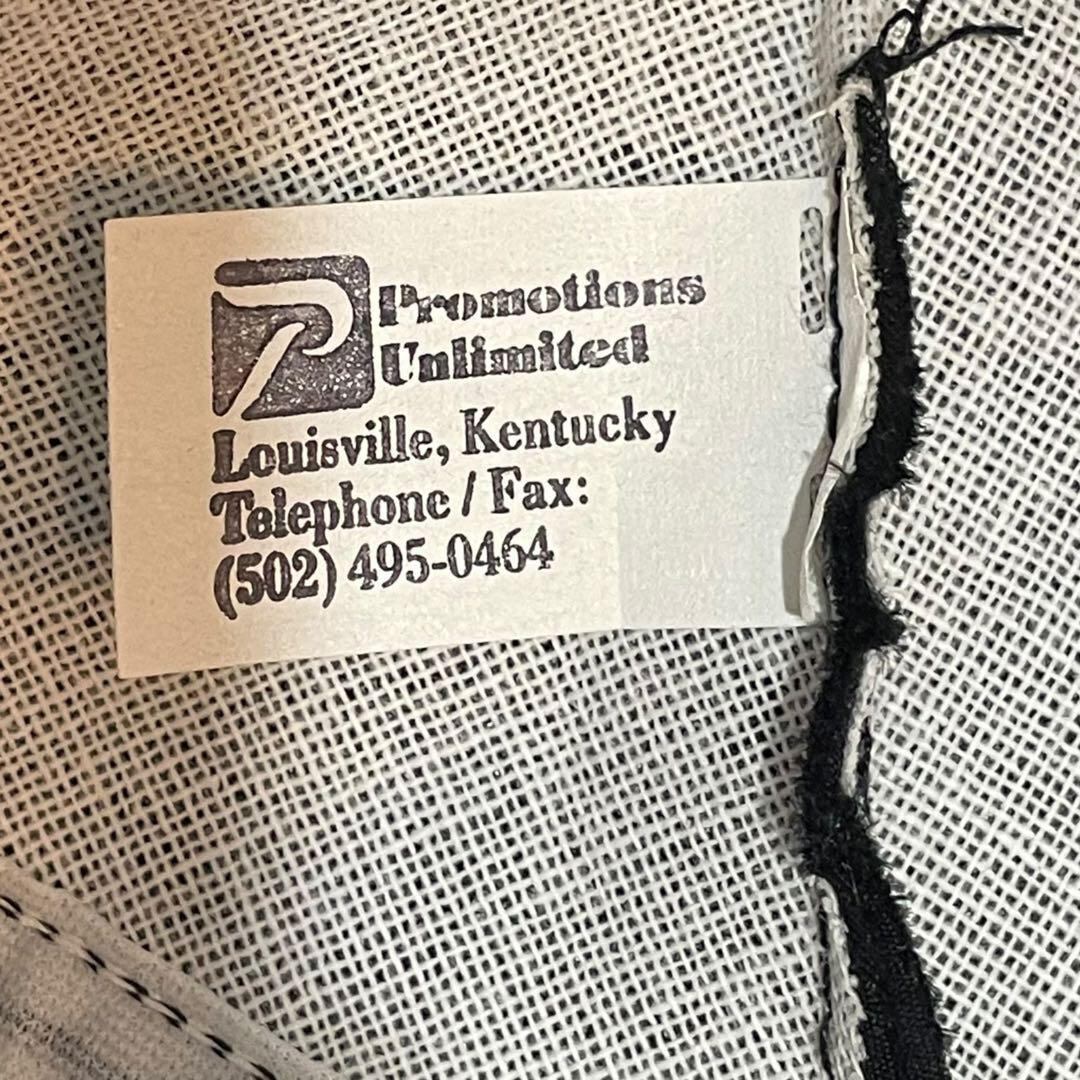 Promotions
Unlimited
Louisville, Kentucky
Telephone / Fax:
(502) 495-0464